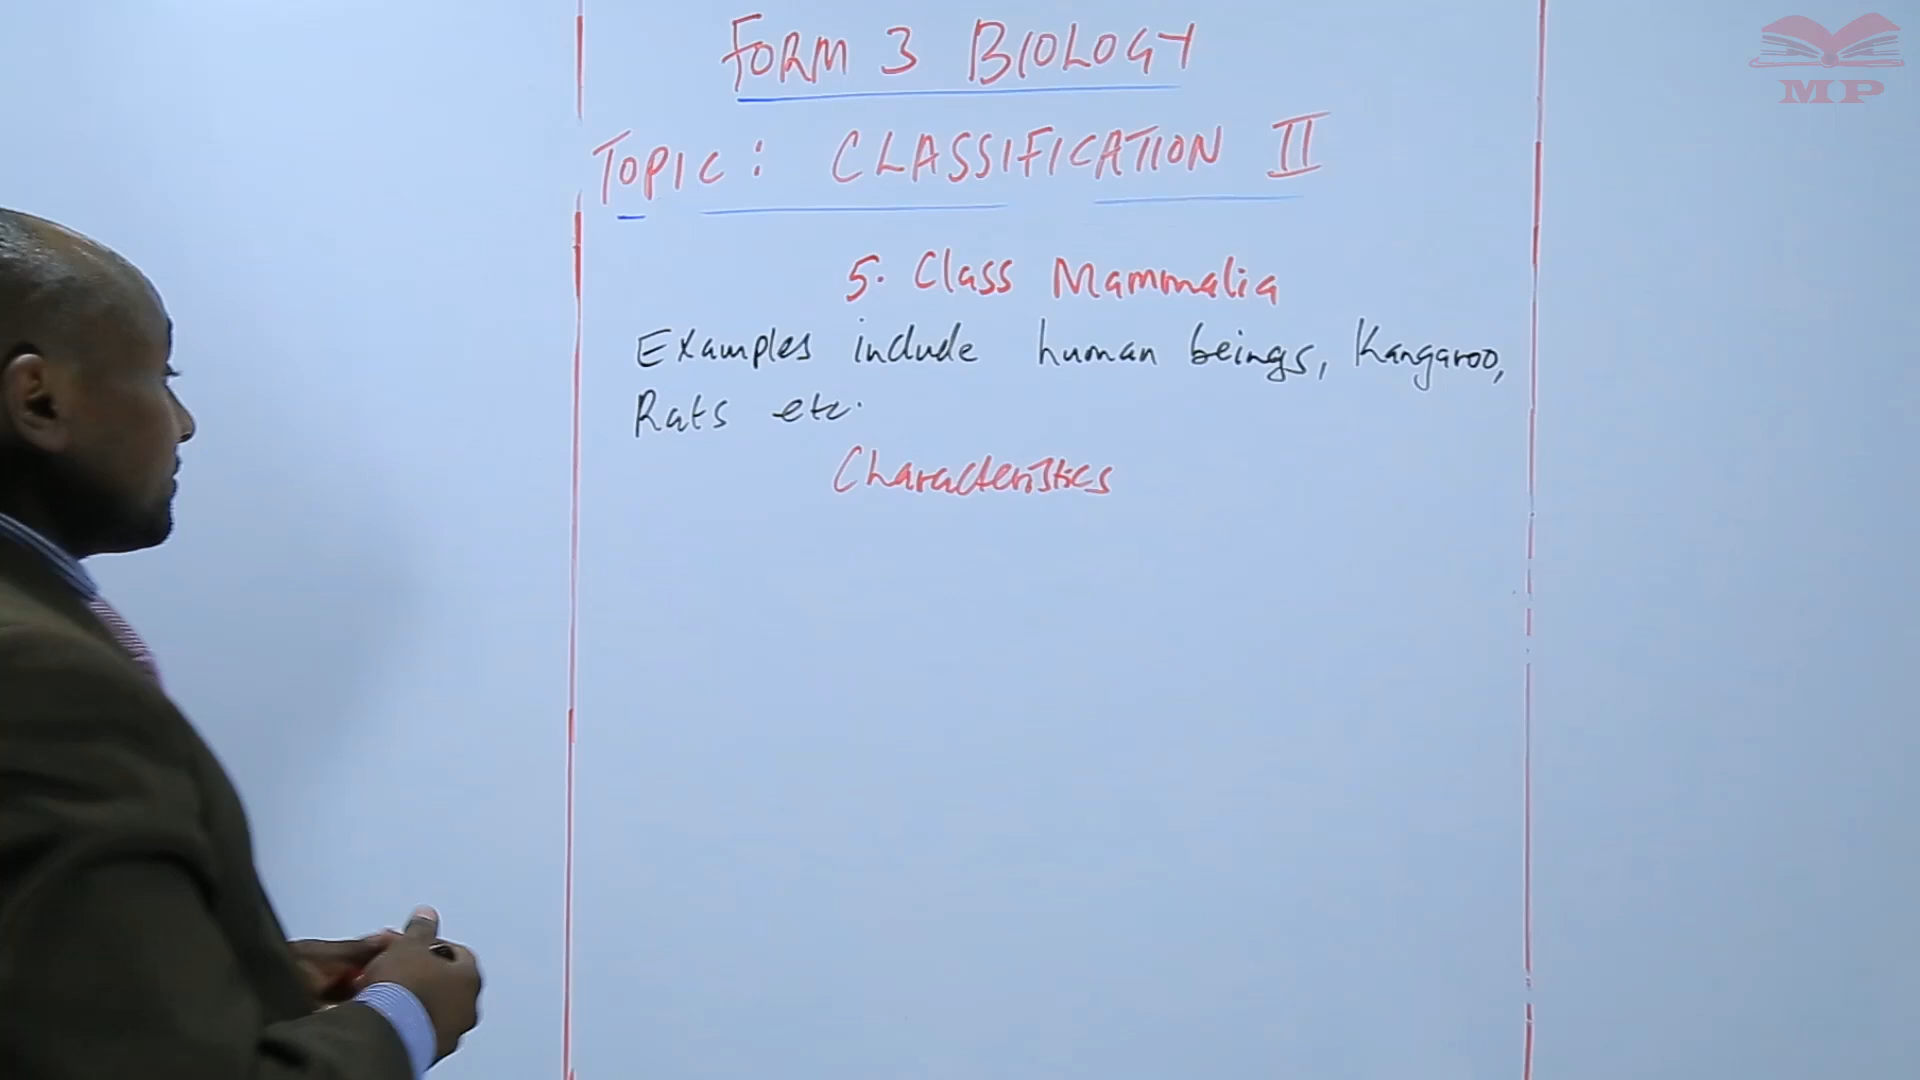 FORM 3 BIOLOGY
TOPIC: CLASSIFICATION II
5. Class Mammalia
Examples include human beings, Kangaroo,
Rats etc.
Characteristics
MP